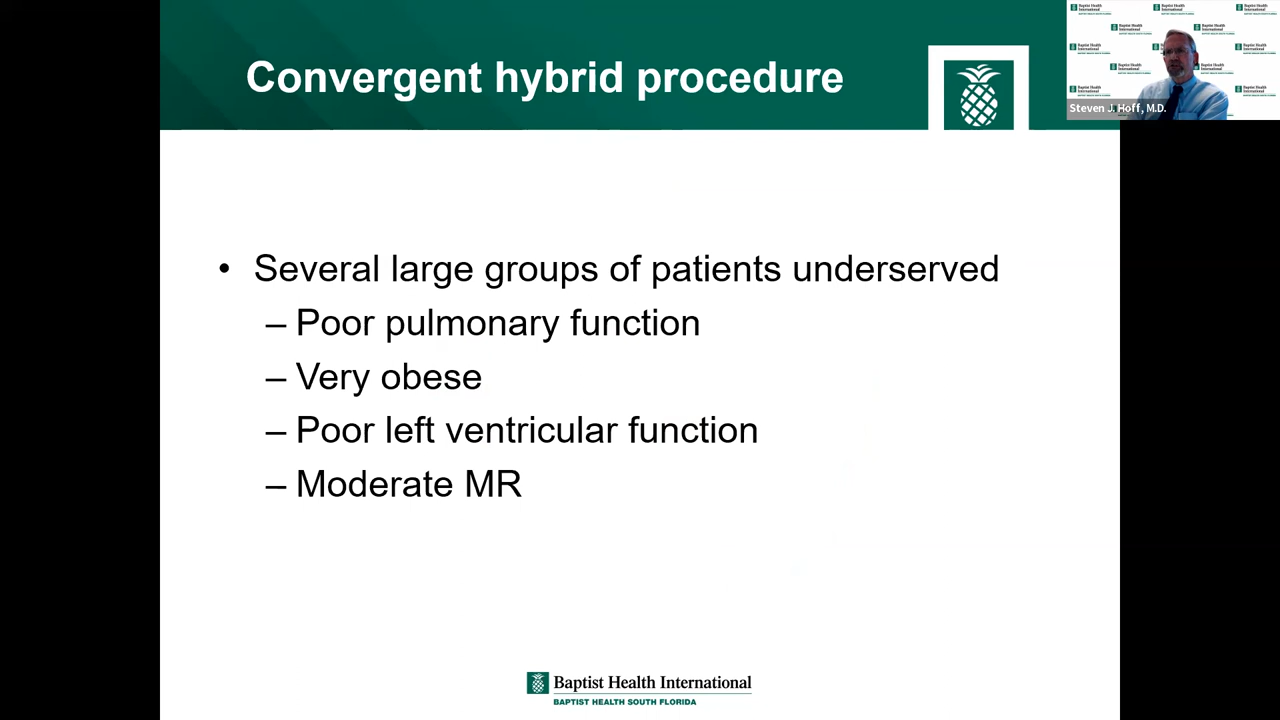 Convergent hybrid procedure
Steven J. Hoff, M.D.
• Several large groups of patients underserved
– Poor pulmonary function
– Very obese
– Poor left ventricular function
– Moderate MR
Baptist Health International
BAPTIST HEALTH SOUTH FLORIDA